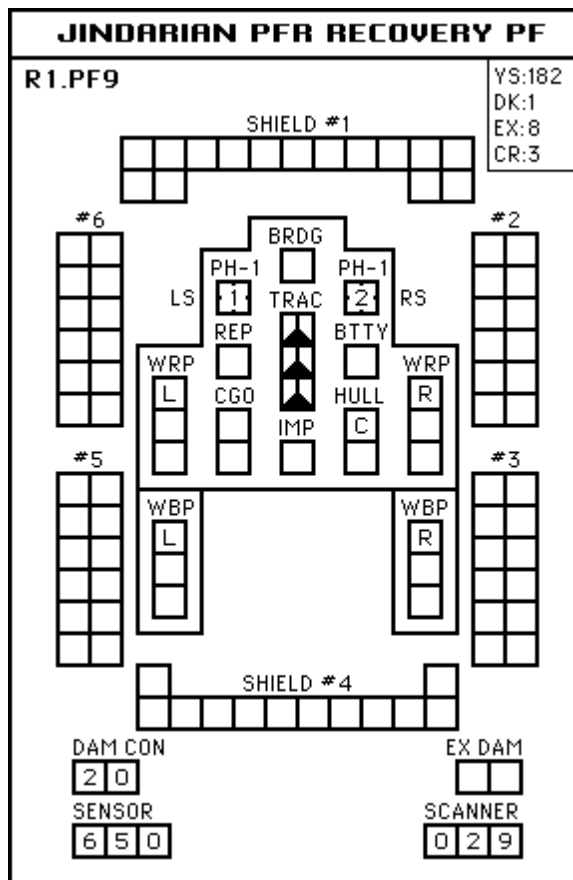 JINDARIAN PFR RECOVERY PF
R1.PF9
YS:182
DK:1
EX:8
CR:3
SHIELD #1
#6
#2
BRDG
PH-1
PH-1
LS
1
TRAC
2
RS
REP
BTTY
WRP
WRP
L
CGO
HULL
R
C
IMP
#5
#3
WBP
WBP
L
R
SHIELD #4
DAM CON
EX DAM
2 0
SENSOR
SCANNER
6 5 0
0 2 9